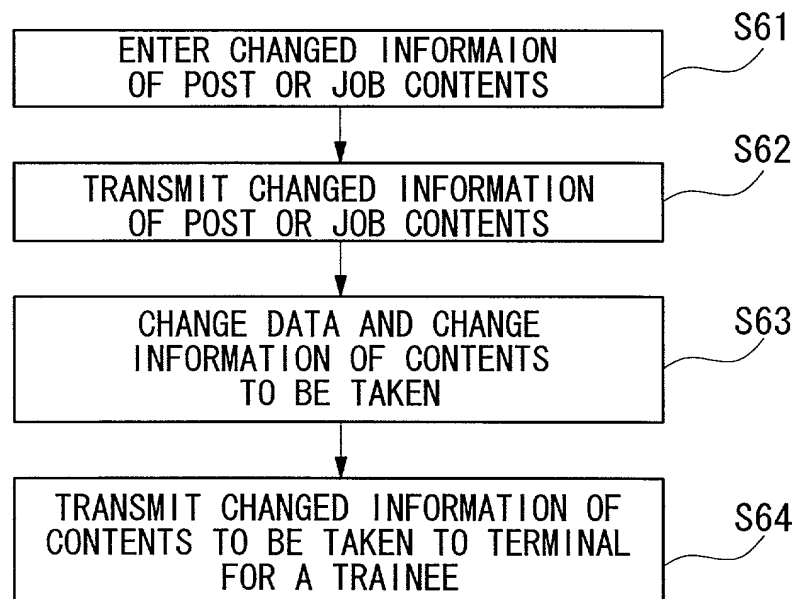 S61
ENTER CHANGED INFORMAION
OF POST OR JOB CONTENTS
S62
TRANSMIT CHANGED INFORMATION
OF POST OR JOB CONTENTS
S63
CHANGE DATA AND CHANGE
INFORMATION OF CONTENTS
TO BE TAKEN
S64
TRANSMIT CHANGED INFORMATION OF
CONTENTS TO BE TAKEN TO TERMINAL
FOR A TRAINEE